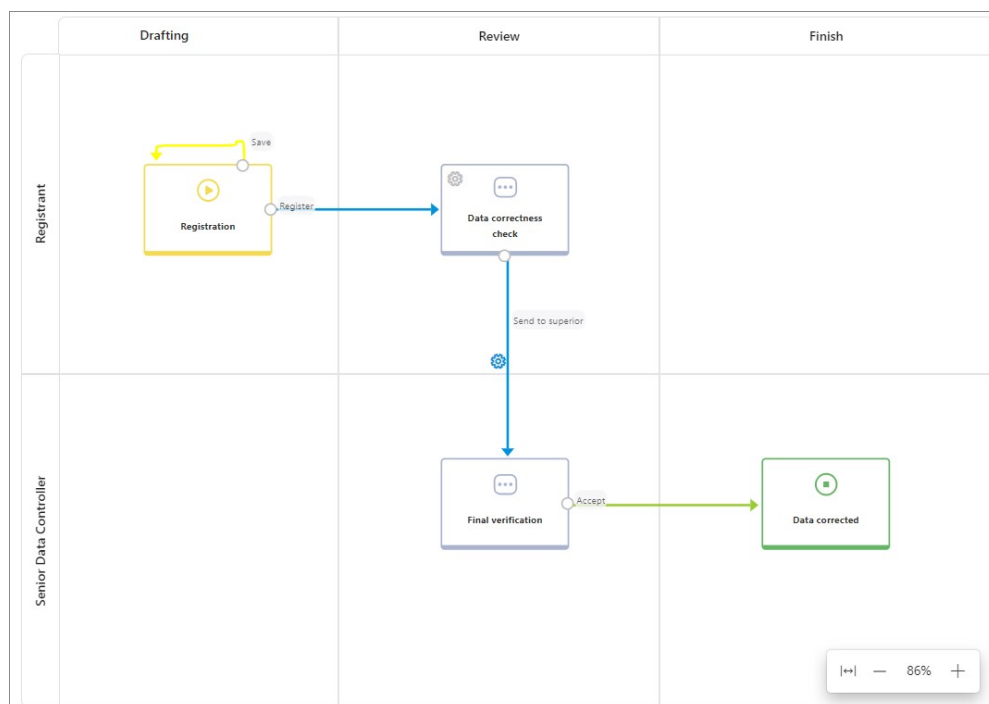 Drafting
Review
Finish
Registrant
Save
Registration
Register
Data correctness
check
Send to superior
Senior Data Controller
Final verification
Accept
Data corrected
86%